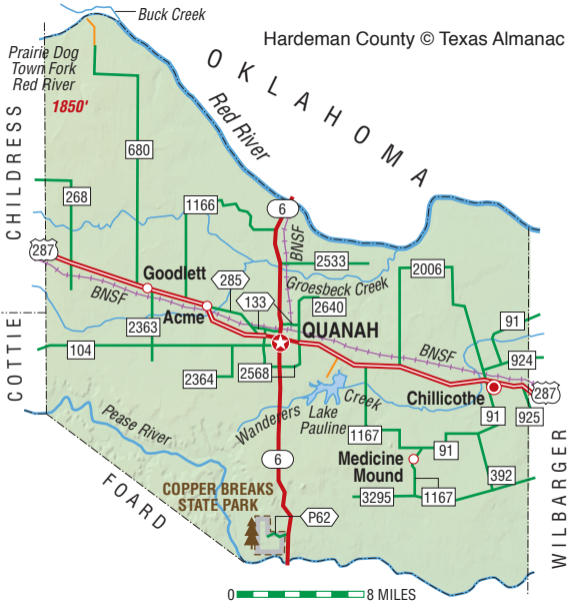 Buck Creek
Hardeman County © Texas Almanac
Prairie Dog
Town Fork
Red River
1850'
OKLAHOMA
Red River
CHILDRESS
680
268
1166
6
287
BNSF
2533
2006
Goodlett
285
Groesbeck Creek
BNSF
133
2640
Acme
2363
QUANAH
91
COTTLE
104
BNSF
924
2364
2568
Chillicothe
287
Wanderers Creek
Lake
Pauline
91
925
Pease River
1167
91
6
Medicine
Mound
392
FOARD
COPPER BREAKS
STATE PARK
3295
1167
P62
WILBARGER
0 8 MILES